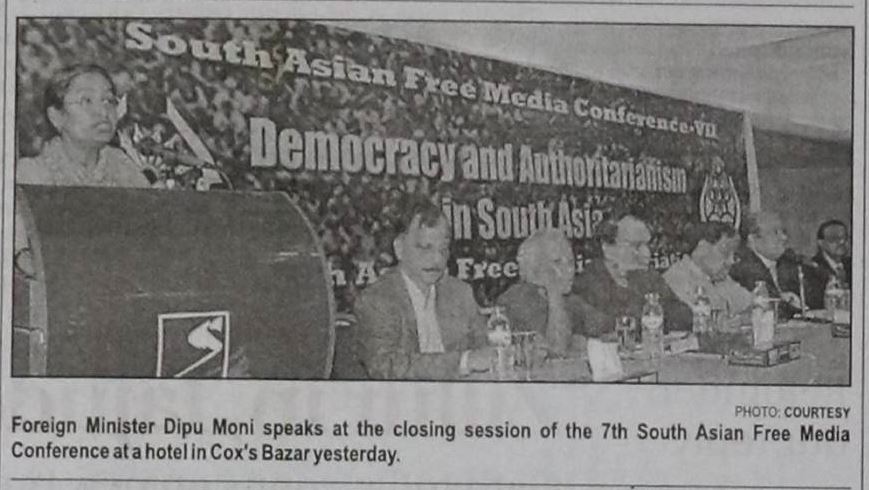 South Asian Free Media Conference-VII
Democracy and Authoritarianism
in South Asia
Free
PHOTO: COURTESY
Foreign Minister Dipu Moni speaks at the closing session of the 7th South Asian Free Media
Conference at a hotel in Cox's Bazar yesterday.